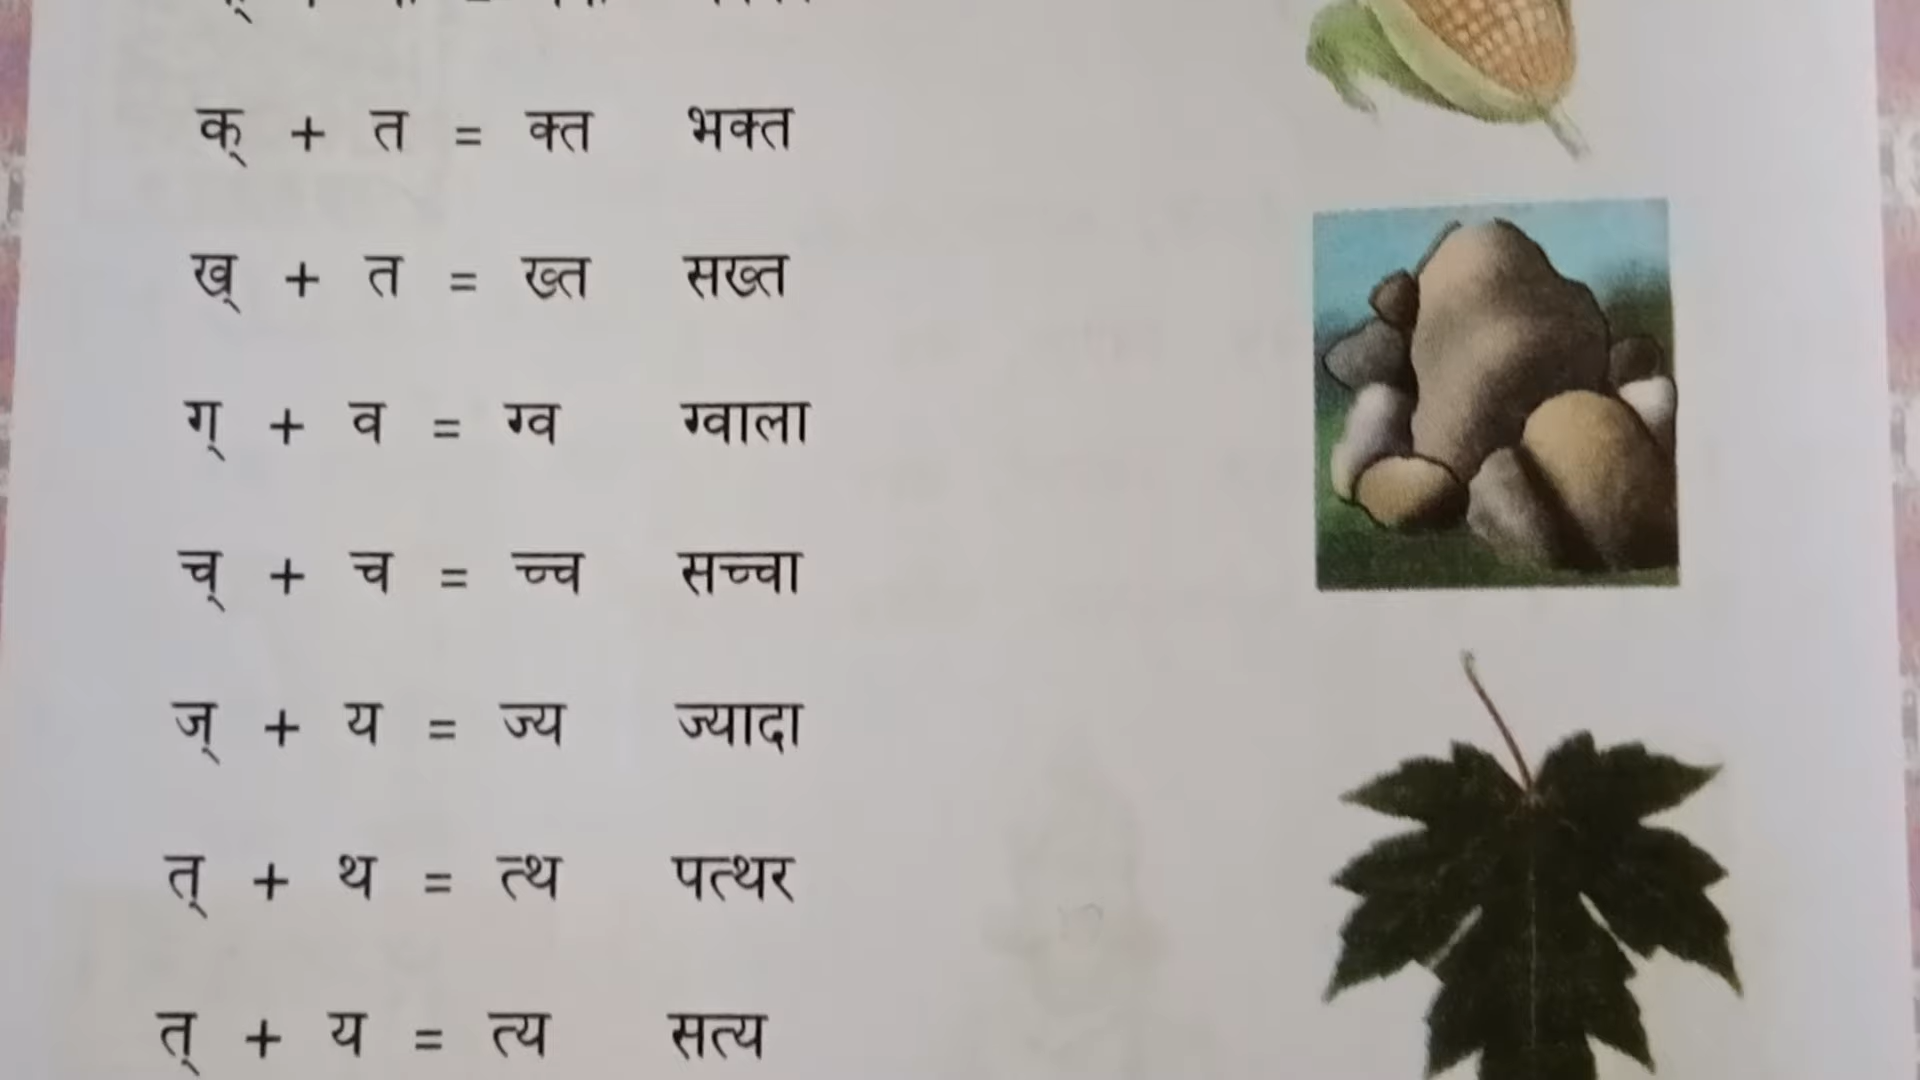 क् + त = क्त भक्त
ख् + त = ख्त सख्त
ग् + व = ग्व ग्वाला
च् + च = च्च सच्चा
ज् + य = ज्य ज्यादा
त् + थ = त्थ पत्थर
त् + य = त्य सत्य